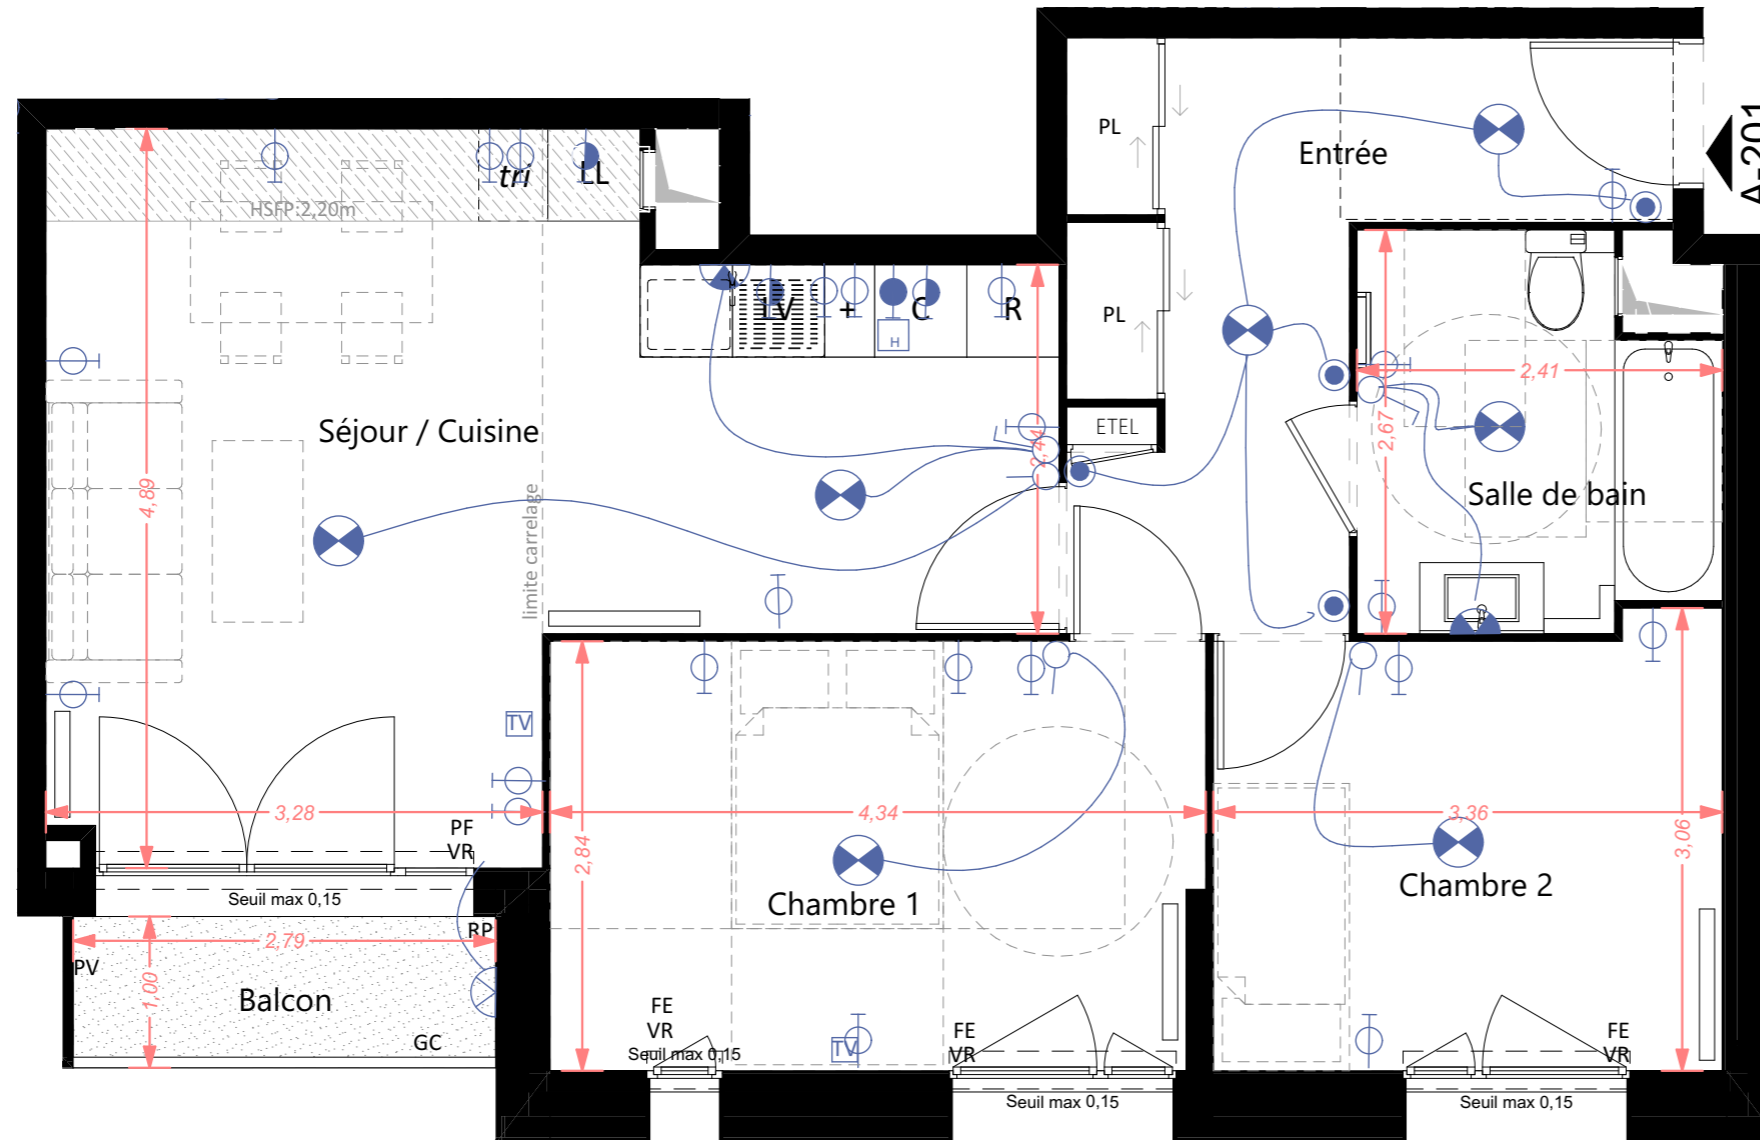 PL
Entrée
A-201
tri
LL
HSFP:2,20m
LV
+
C
R
H
PL
2,41
ETEL
2,44
2,67
Séjour / Cuisine
4,89
limite carrelage
Salle de bain
TV
3,28
4,34
3,36
2,84
3,06
PF
VR
Chambre 1
Chambre 2
Seuil max 0,15
RP
2,79
PV
1,00
Balcon
GC
FE
VR
Seuil max 0,15
TV
FE
VR
Seuil max 0,15
FE
VR
Seuil max 0,15